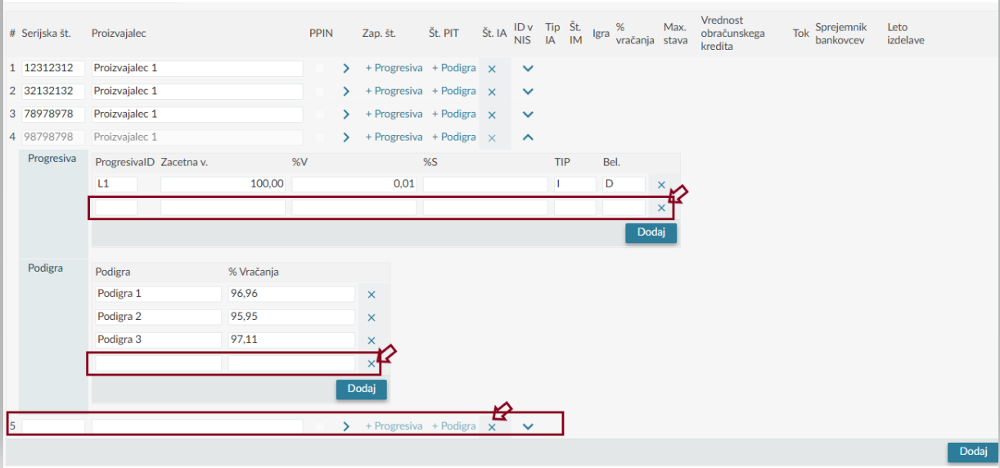 # Serijska št. Proizvajalec PPIN Zap. št. Št. PIT Št. IA ID v NIS Tip IA Št. IM Igra % vračanja Max. stava Vrednost obračunskega kredita Tok Sprejemnik bankovcev Leto izdelave
1 12312312 Proizvajalec 1 + Progresiva + Podigra
2 32132132 Proizvajalec 1 + Progresiva + Podigra
3 78978978 Proizvajalec 1 + Progresiva + Podigra
4 98798798 Proizvajalec 1 + Progresiva + Podigra
Progresiva
ProgresivaID Zacetna v. %V %S TIP Bel.
L1 100,00 0,01 I D
Dodaj
Podigra
Podigra % Vračanja
Podigra 1 96,96
Podigra 2 95,95
Podigra 3 97,11
Dodaj
5 + Progresiva + Podigra
Dodaj